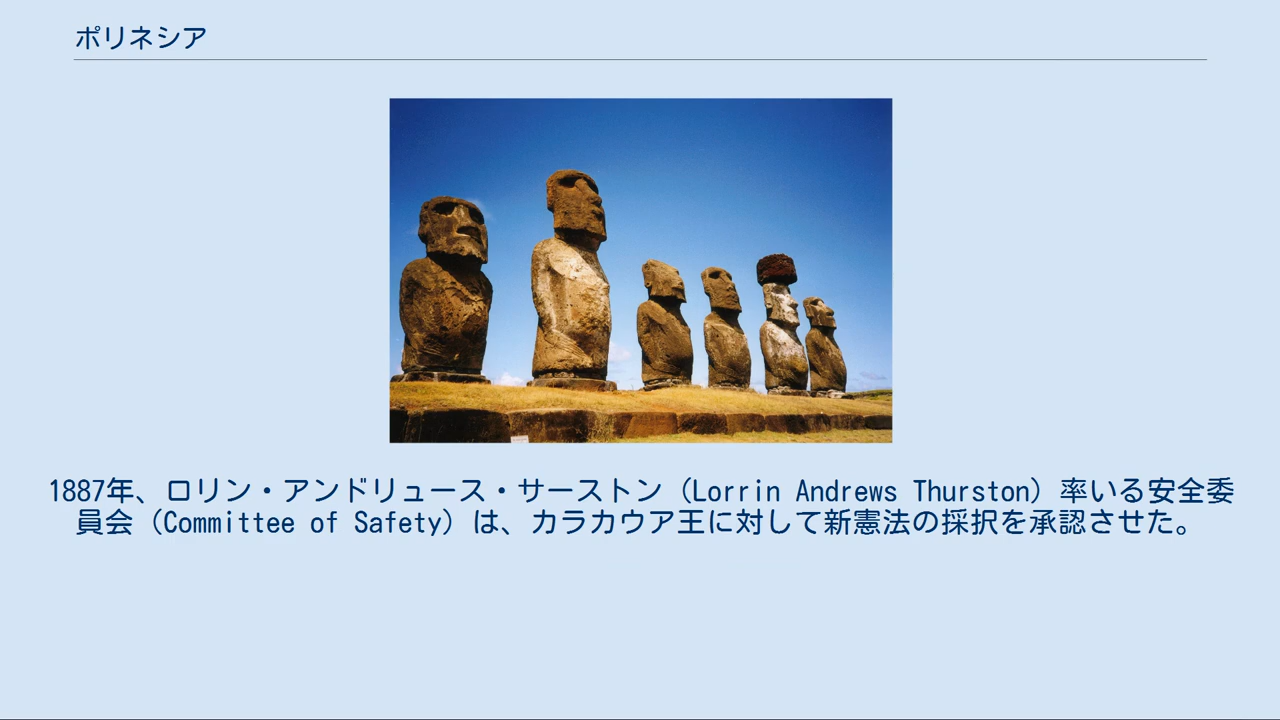 ポリネシア
1887年、ロリン・アンドリュース・サーストン（Lorrin Andrews Thurston）率いる安全委
員会（Committee of Safety）は、カラカウア王に対して新憲法の採択を承認させた。